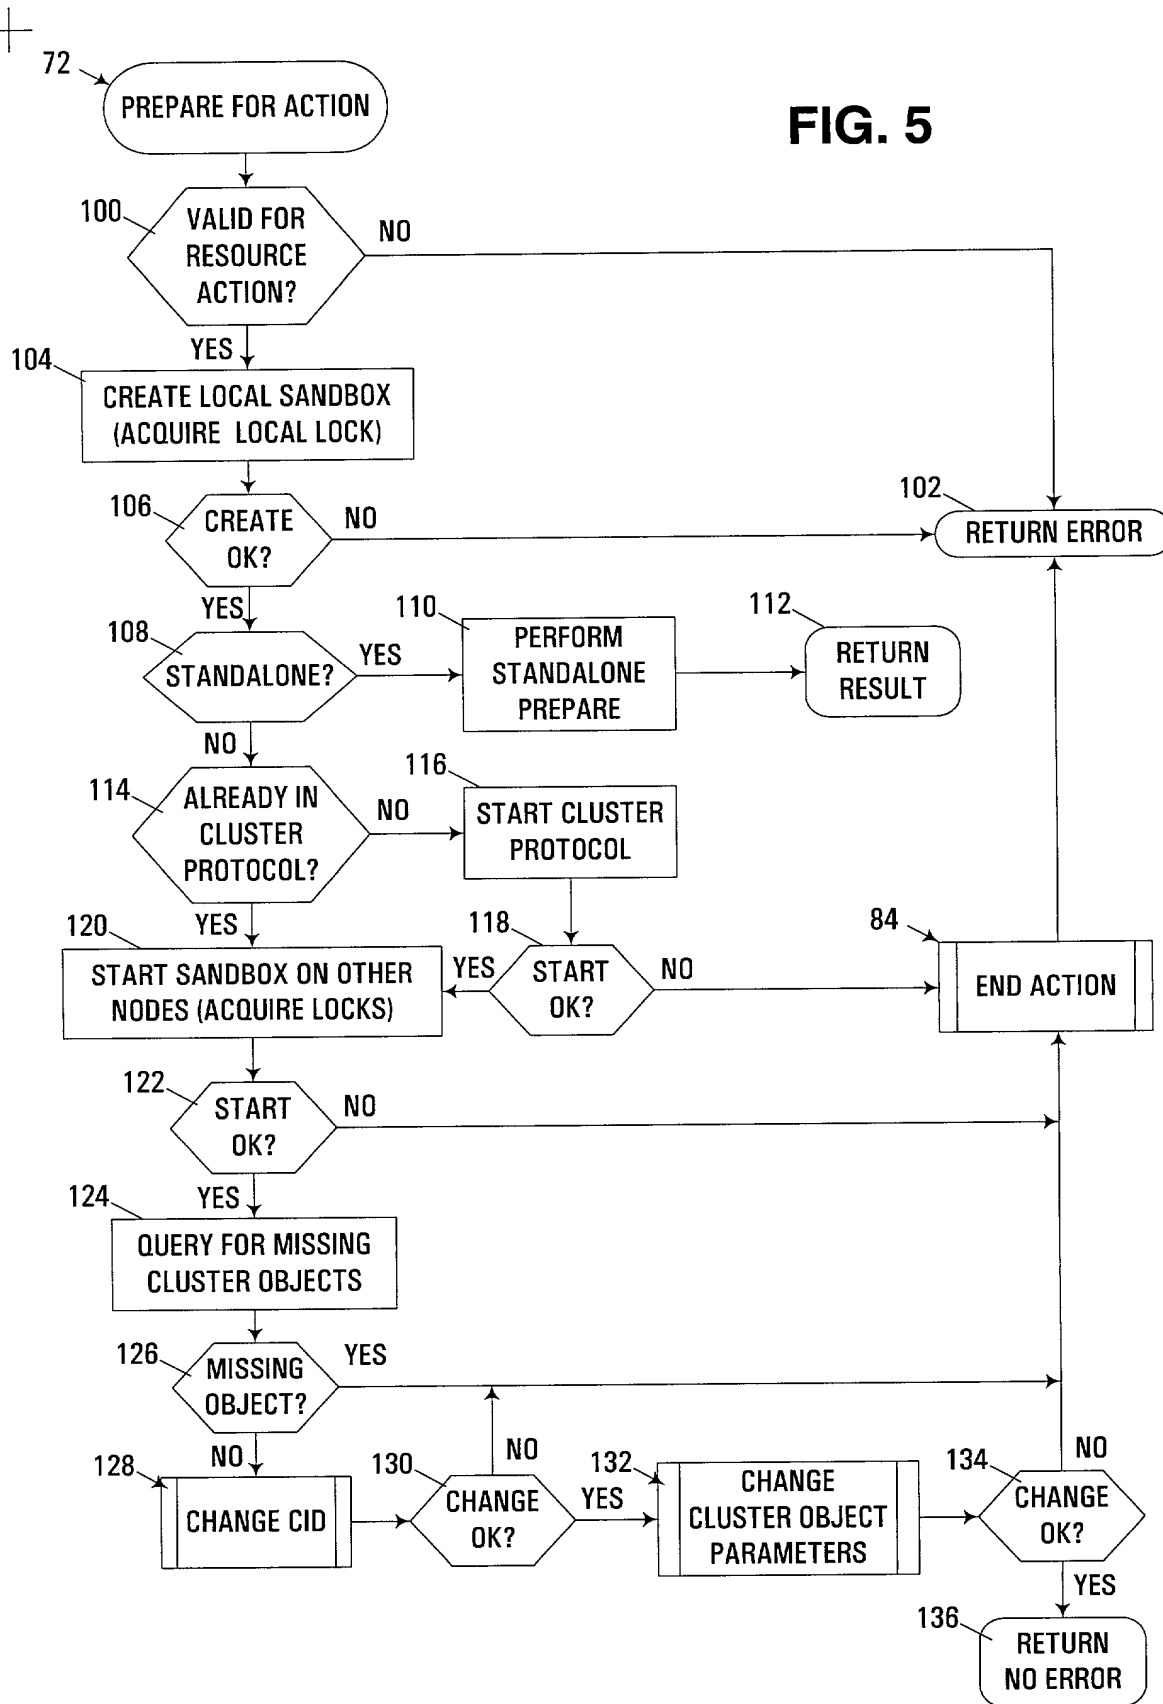 72
PREPARE FOR ACTION
FIG. 5
100
VALID FOR
RESOURCE
ACTION?
NO
YES
104
CREATE LOCAL SANDBOX
(ACQUIRE LOCAL LOCK)
106
CREATE
OK?
NO
102
RETURN ERROR
YES
108
STANDALONE?
YES
110
PERFORM
STANDALONE
PREPARE
112
RETURN
RESULT
NO
114
ALREADY IN
CLUSTER
PROTOCOL?
NO
116
START CLUSTER
PROTOCOL
YES
120
START SANDBOX ON OTHER
NODES (ACQUIRE LOCKS)
YES
118
START
OK?
NO
84
END ACTION
122
START
OK?
NO
YES
124
QUERY FOR MISSING
CLUSTER OBJECTS
126
MISSING
OBJECT?
YES
NO
128
CHANGE CID
130
CHANGE
OK?
NO
YES
132
CHANGE
CLUSTER OBJECT
PARAMETERS
134
CHANGE
OK?
NO
YES
136
RETURN
NO ERROR